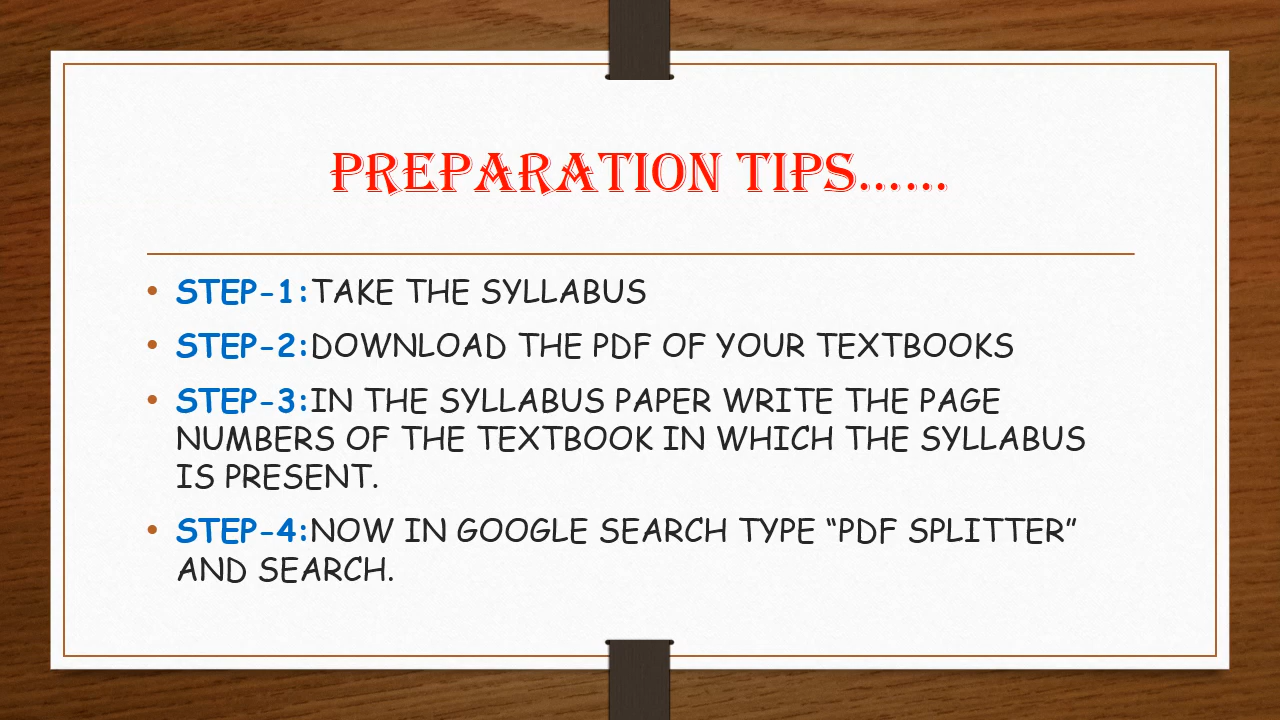 PREPARATION TIPS......
• STEP-1:TAKE THE SYLLABUS
• STEP-2:DOWNLOAD THE PDF OF YOUR TEXTBOOKS
• STEP-3:IN THE SYLLABUS PAPER WRITE THE PAGE
NUMBERS OF THE TEXTBOOK IN WHICH THE SYLLABUS
IS PRESENT.
• STEP-4:NOW IN GOOGLE SEARCH TYPE “PDF SPLITTER”
AND SEARCH.